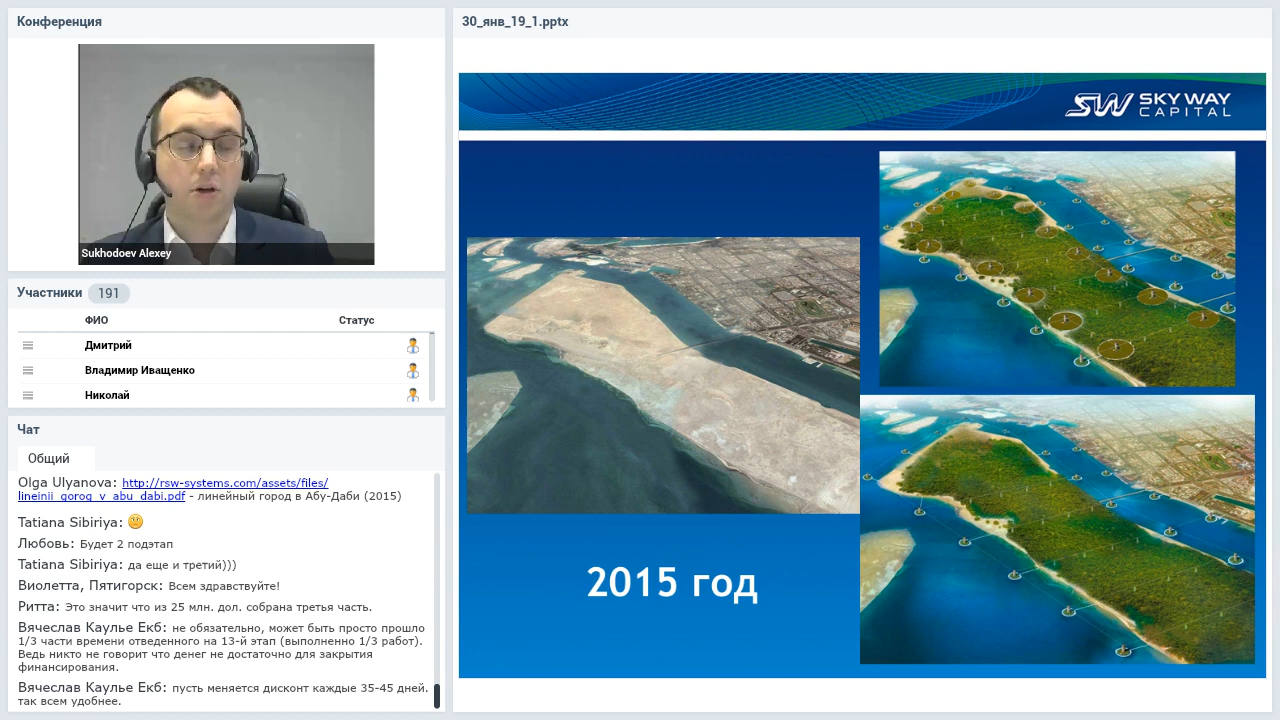 Конференция
Sukhodoev Alexey
Участники 191
ФИО Статус
Дмитрий
Владимир Иващенко
Николай
Чат
Общий
Olga Ulyanova: http://rsw-systems.com/assets/files/
lineinii_gorog_v_abu_dabi.pdf - линейный город в Абу-Даби (2015)
Tatiana Sibiriya:
Любовь: Будет 2 подэтап
Tatiana Sibiriya: да еще и третий)))
Виолетта, Пятигорск: Всем здравствуйте!
Ритта: Это значит что из 25 млн. дол. собрана третья часть.
Вячеслав Каулье Екб: не обязательно, может быть просто прошло
1/3 части времени отведенного на 13-й этап (выполненно 1/3 работ).
Ведь никто не говорит что денег не достаточно для закрытия
финансирования.
Вячеслав Каулье Екб: пусть меняется дисконт каждые 35-45 дней.
так всем удобнее.
30_янв_19_1.pptx
SW SKY WAY
CAPITAL
2015 год